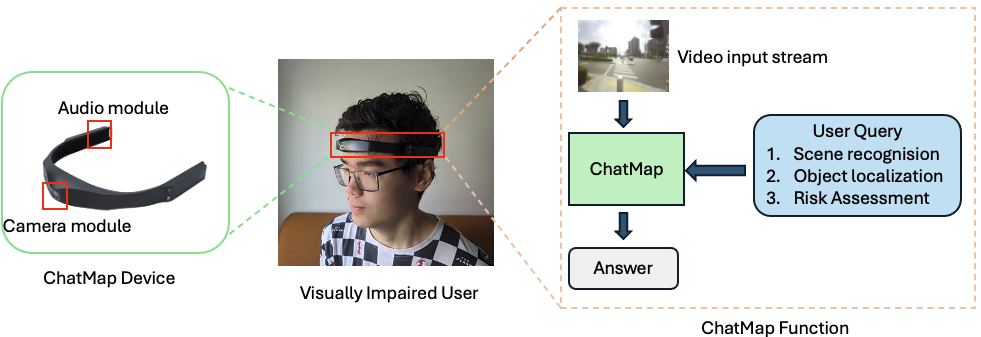 Audio module
Camera module
ChatMap Device
Visually Impaired User
Video input stream
ChatMap
User Query
1. Scene recognision
2. Object localization
3. Risk Assessment
Answer
ChatMap Function